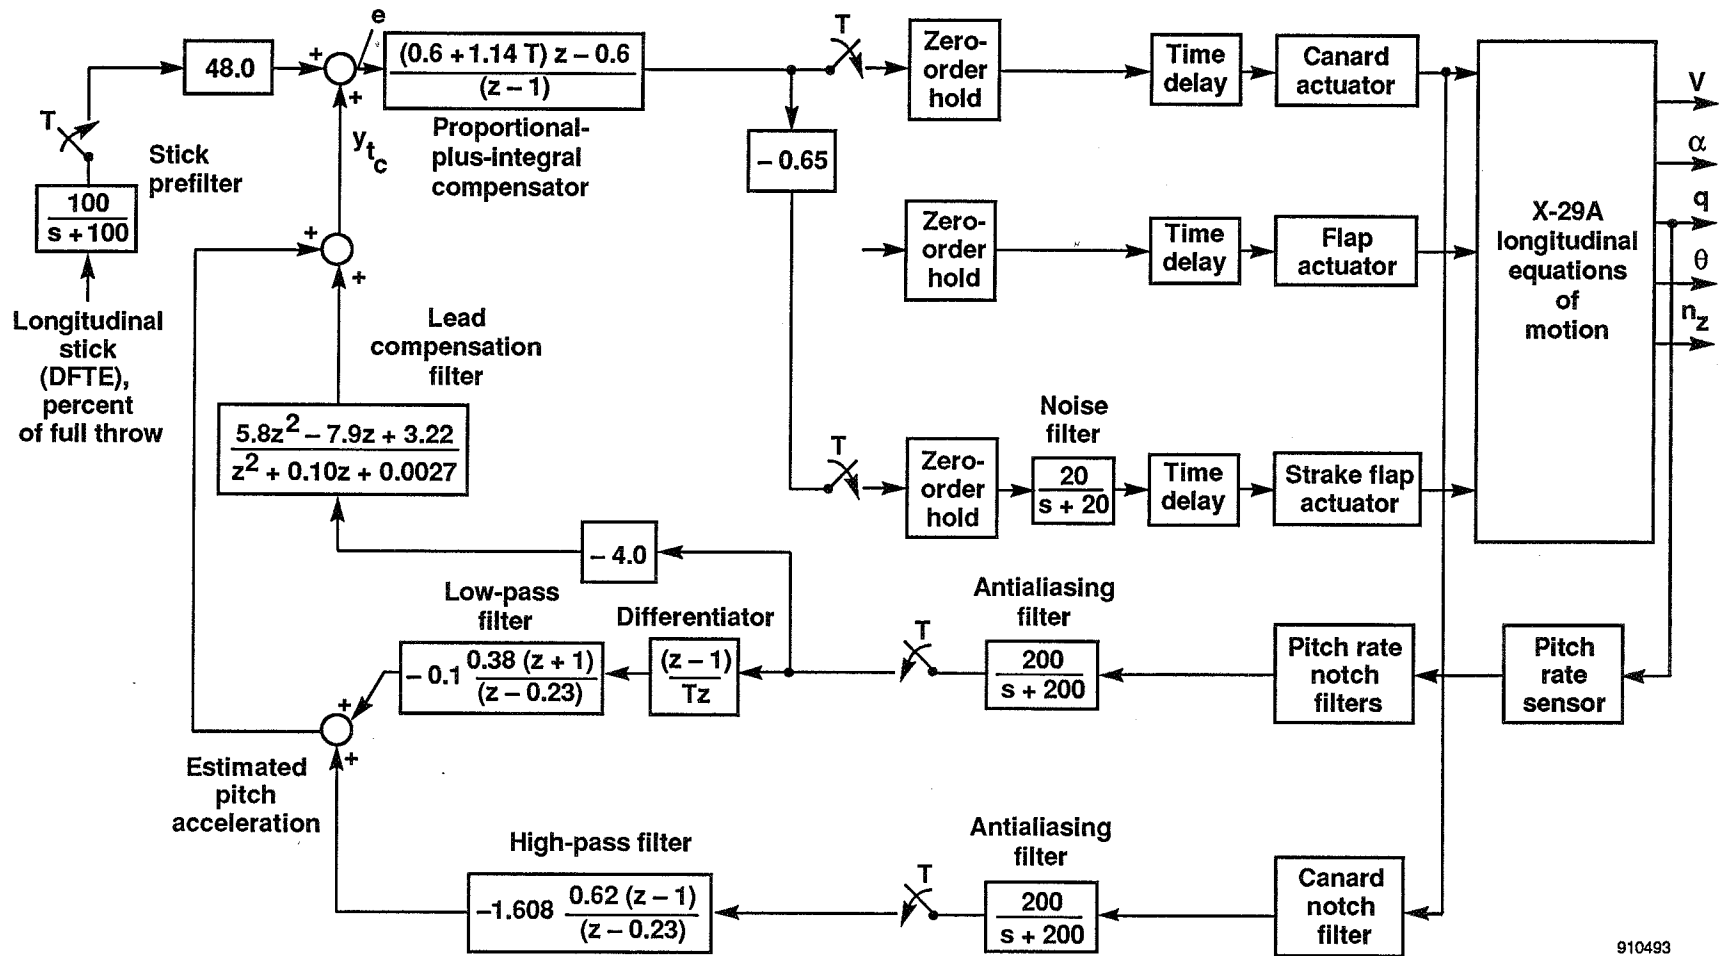 e
T
Zero-
order
hold
Time
delay
Canard
actuator
48.0
+
+
(0.6 + 1.14 T) z – 0.6
(z – 1)
Proportional-
plus-integral
compensator
y_{t_c}
T
Stick
prefilter
100
s + 100
Longitudinal
stick
(DFTE),
percent
of full throw
– 0.65
Zero-
order
hold
Time
delay
Flap
actuator
X-29A
longitudinal
equations
of
motion
V
α
q
θ
n_z
+
+
Lead
compensation
filter
5.8z² – 7.9z + 3.22
z² + 0.10z + 0.0027
T
Zero-
order
hold
Noise
filter
20
s + 20
Time
delay
Strake flap
actuator
– 4.0
Low-pass
filter
– 0.1
0.38 (z + 1)
(z – 0.23)
Differentiator
(z – 1)
Tz
T
Antialiasing
filter
200
s + 200
Pitch rate
notch
filters
Pitch
rate
sensor
+
+
Estimated
pitch
acceleration
High-pass filter
–1.608
0.62 (z – 1)
(z – 0.23)
T
Antialiasing
filter
200
s + 200
Canard
notch
filter
910493